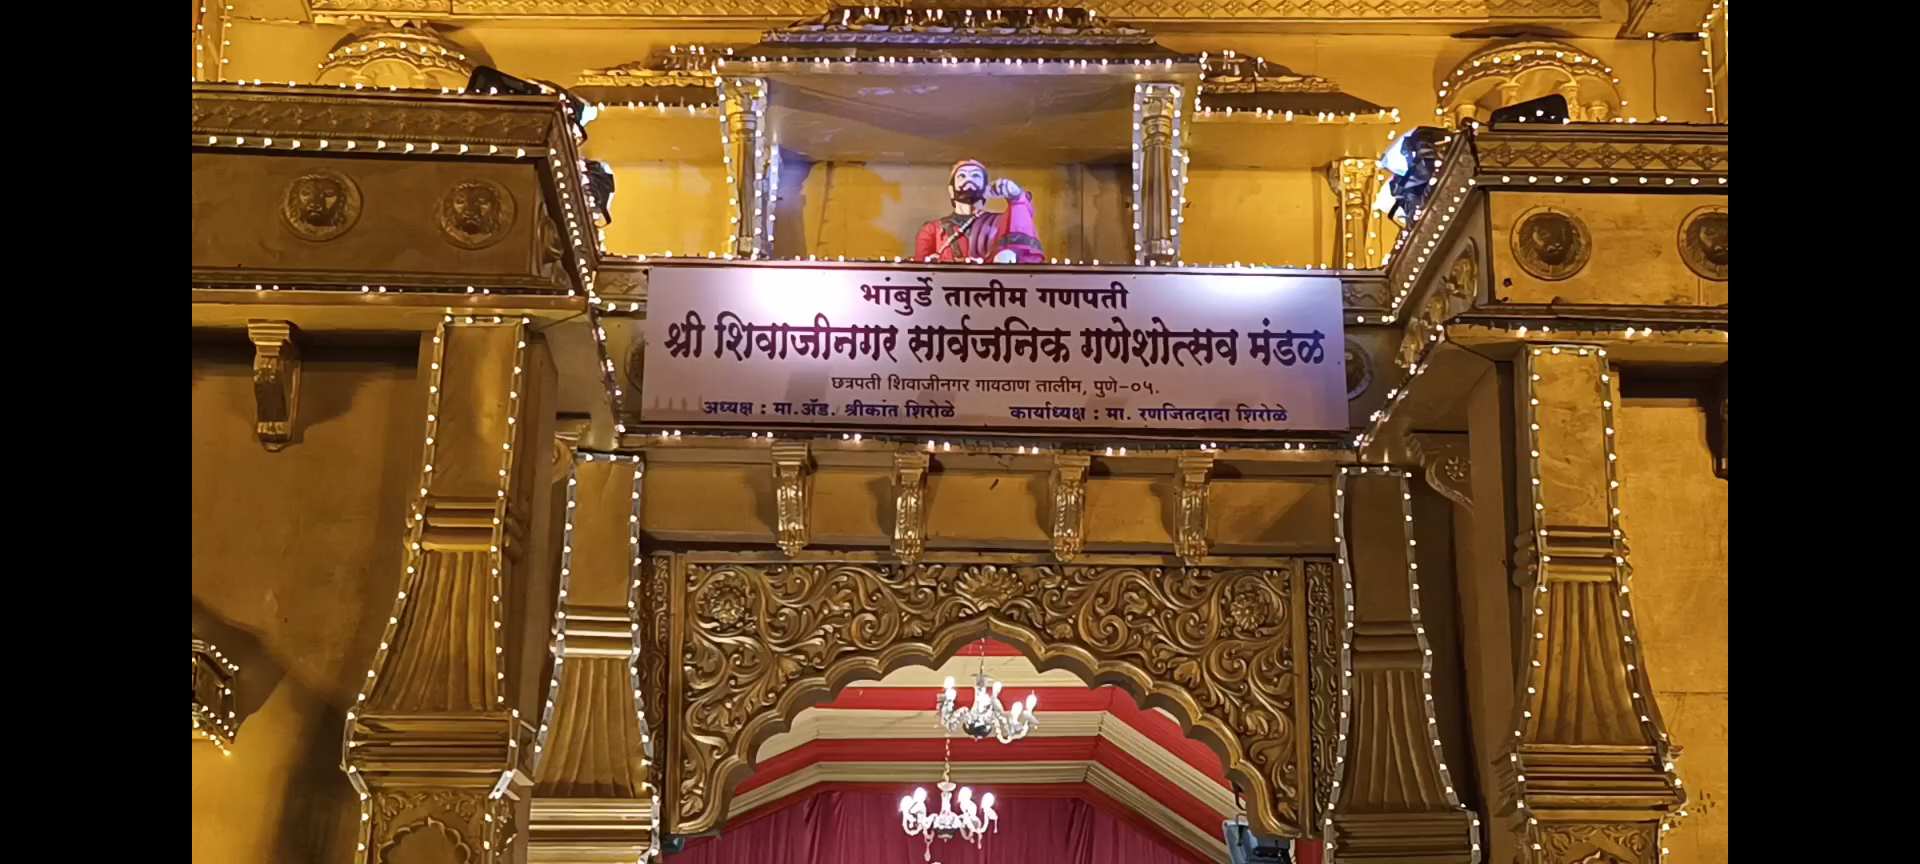 भांबुर्डे तालीम गणपती
श्री शिवाजीनगर सार्वजनिक गणेशोत्सव मंडळ
छत्रपती शिवाजीनगर गावठाण तालीम, पुणे-०५.
अध्यक्ष : मा.ॲड. श्रीकांत शिरोळे कार्याध्यक्ष : मा. रणजितदादा शिरोळे